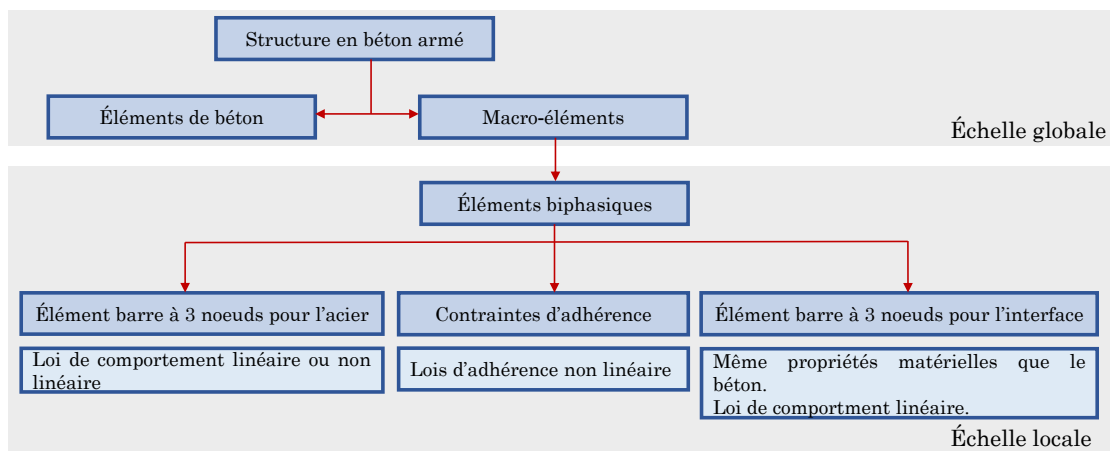 Structure en béton armé
Éléments de béton
Macro-éléments
Échelle globale
Éléments biphasiques
Élément barre à 3 noeuds pour l'acier
Contraintes d'adhérence
Élément barre à 3 noeuds pour l'interface
Loi de comportement linéaire ou non
linéaire
Lois d'adhérence non linéaire
Même propriétés matérielles que le
béton.
Loi de comportment linéaire.
Échelle locale